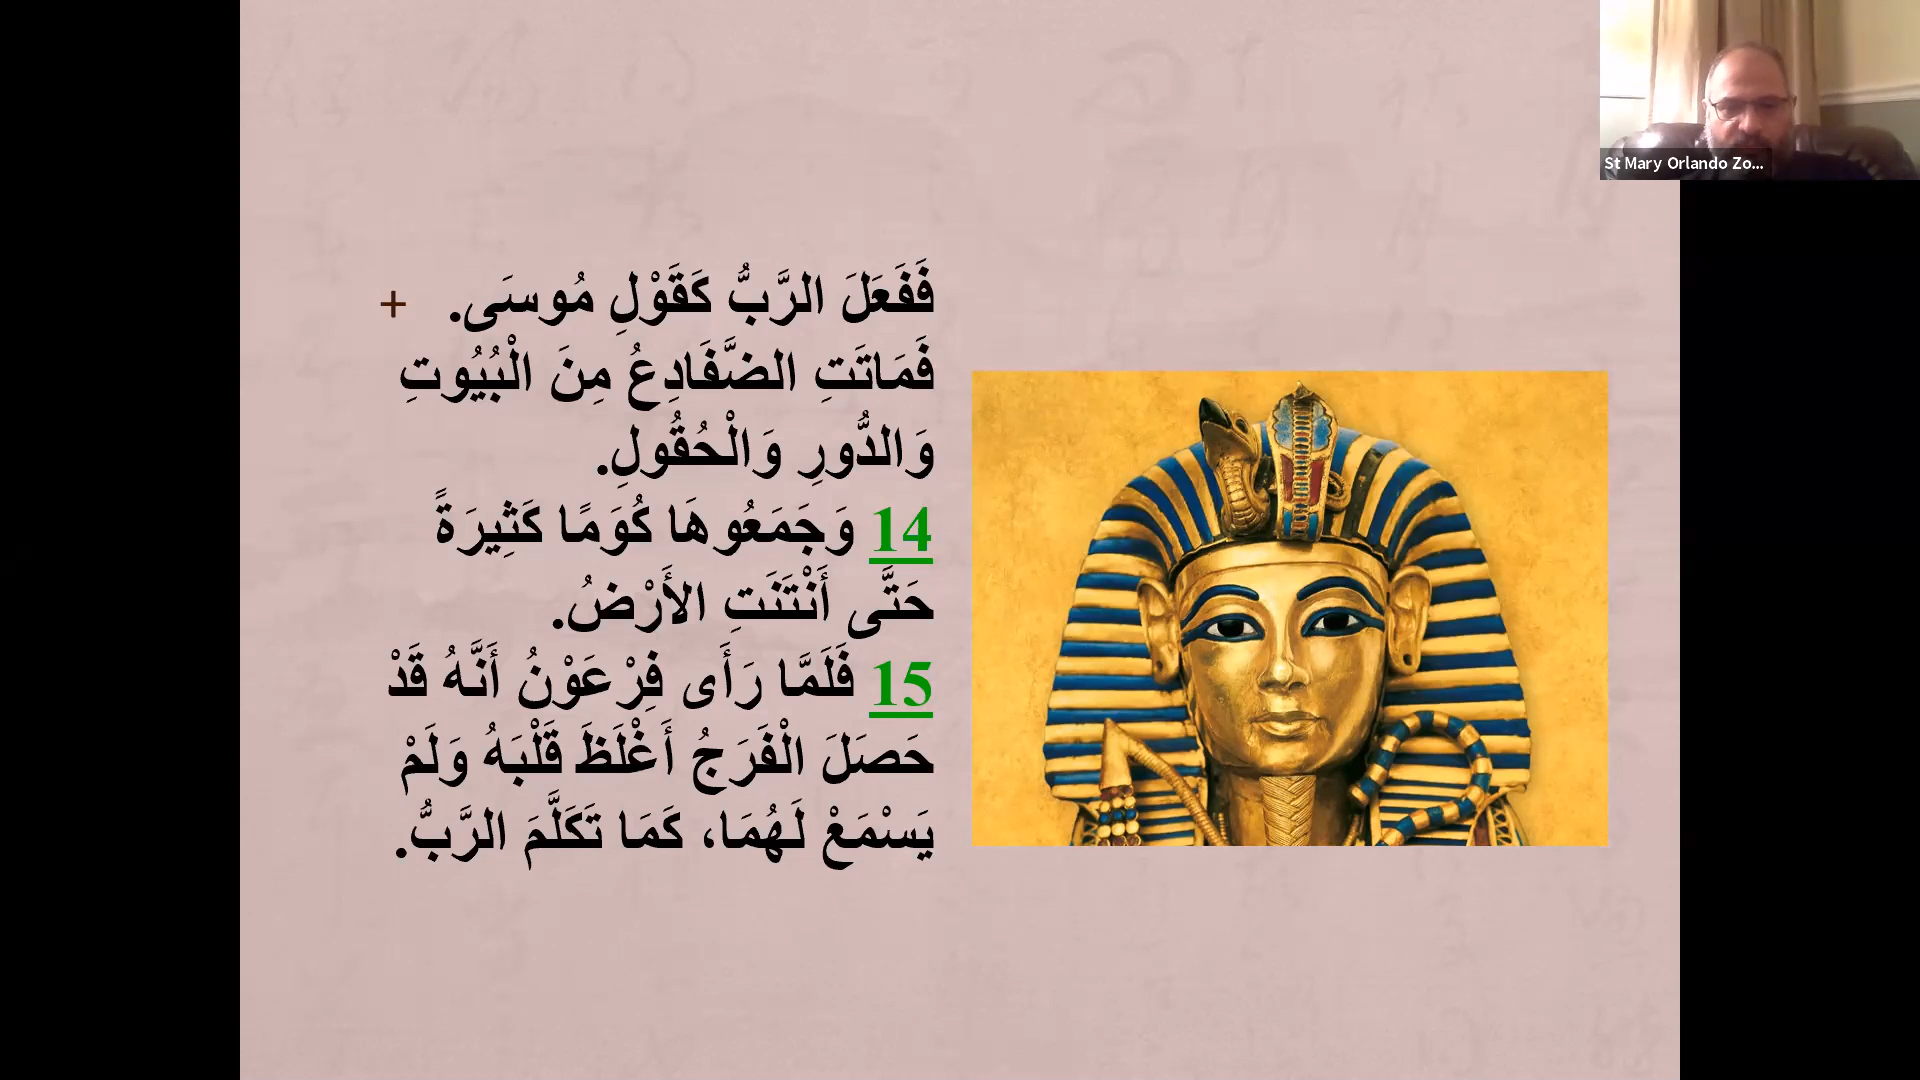 فَفَعَلَ الرَّبُّ كَقَوْلِ مُوسَى. +
فَمَاتَتِ الضَّفَادِعُ مِنَ الْبُيُوتِ
وَالدُّورِ وَالْحُقُولِ.
14 وَجَمَعُوهَا كُوَمًا كَثِيرَةً
حَتَّى أَنْتَنَتِ الأَرْضُ.
15 فَلَمَّا رَأَى فِرْعَوْنُ أَنَّهُ قَدْ
حَصَلَ الْفَرَجُ أَغْلَظَ قَلْبَهُ وَلَمْ
يَسْمَعْ لَهُمَا، كَمَا تَكَلَّمَ الرَّبُّ.
St Mary Orlando Zo...